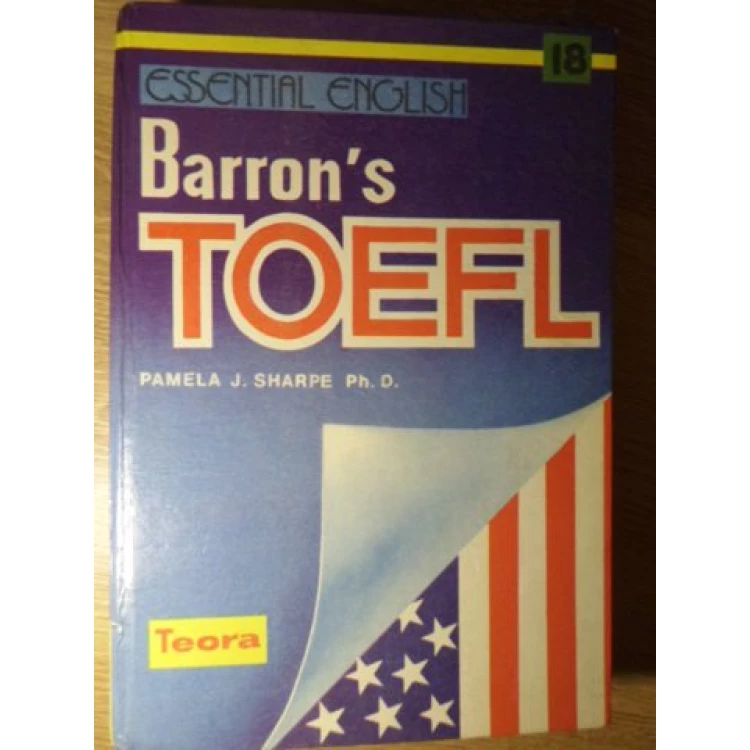 18
ESSENTIAL ENGLISH
Barron's
TOEFL
PAMELA J. SHARPE Ph. D.
Teora